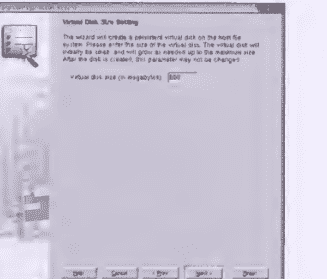 Virtual Disk Size Setting
The wizard will create a persistent virtual disk on the host file
system. Please enter the size of the virtual disk. The virtual disk will
initially be small, and will grow as needed up to the maximum size.
After the disk is created, this parameter may not be changed.
Virtual disk size (in megabytes)
Help Cancel < Prev Next >